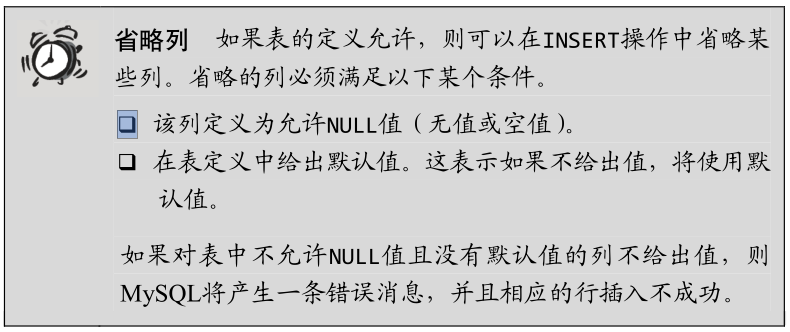 省略列 如果表的定义允许，则可以在INSERT操作中省略某
些列。省略的列必须满足以下某个条件。
❑ 该列定义为允许NULL值（无值或空值）。
❑ 在表定义中给出默认值。这表示如果不给出值，将使用默
认值。
如果对表中不允许NULL值且没有默认值的列不给出值，则
MySQL将产生一条错误消息，并且相应的行插入不成功。